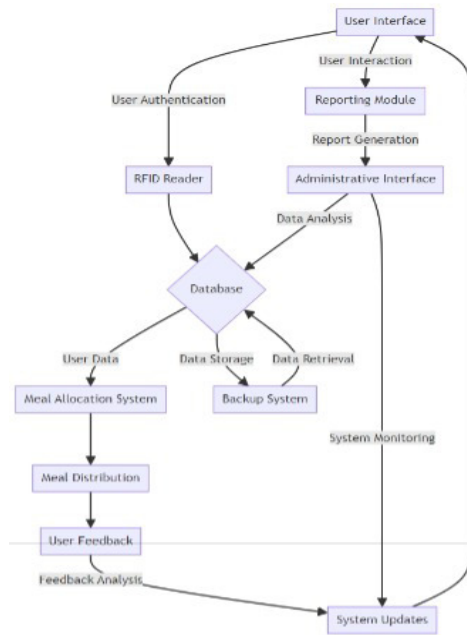 User Interface
User Interaction
User Authentication
Reporting Module
Report Generation
RFID Reader
Administrative Interface
Data Analysis
Database
User Data
Data Storage
Data Retrieval
Meal Allocation System
Backup System
System Monitoring
Meal Distribution
User Feedback
Feedback Analysis
System Updates